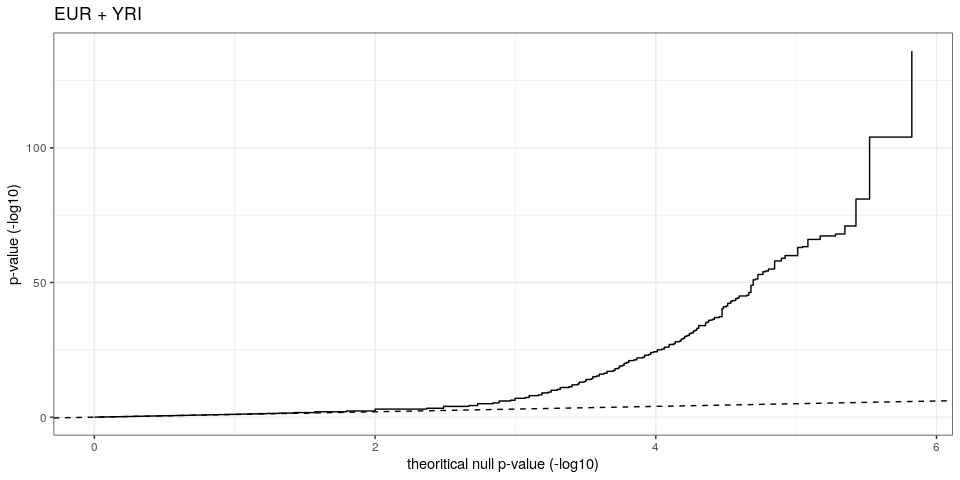 EUR + YRI
100
50
0
p-value (-log10)
0 2 4 6
theoritical null p-value (-log10)